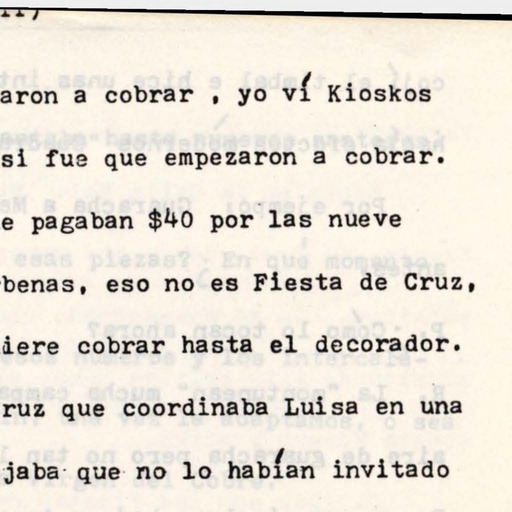 aron a cobrar , yo ví Kioskos
si fue que empezaron a cobrar.
e pagaban $40 por las nueve
benas, eso no es Fiesta de Cruz,
iere cobrar hasta el decorador.
ruz que coordinaba Luisa en una
jaba que no lo habían invitado